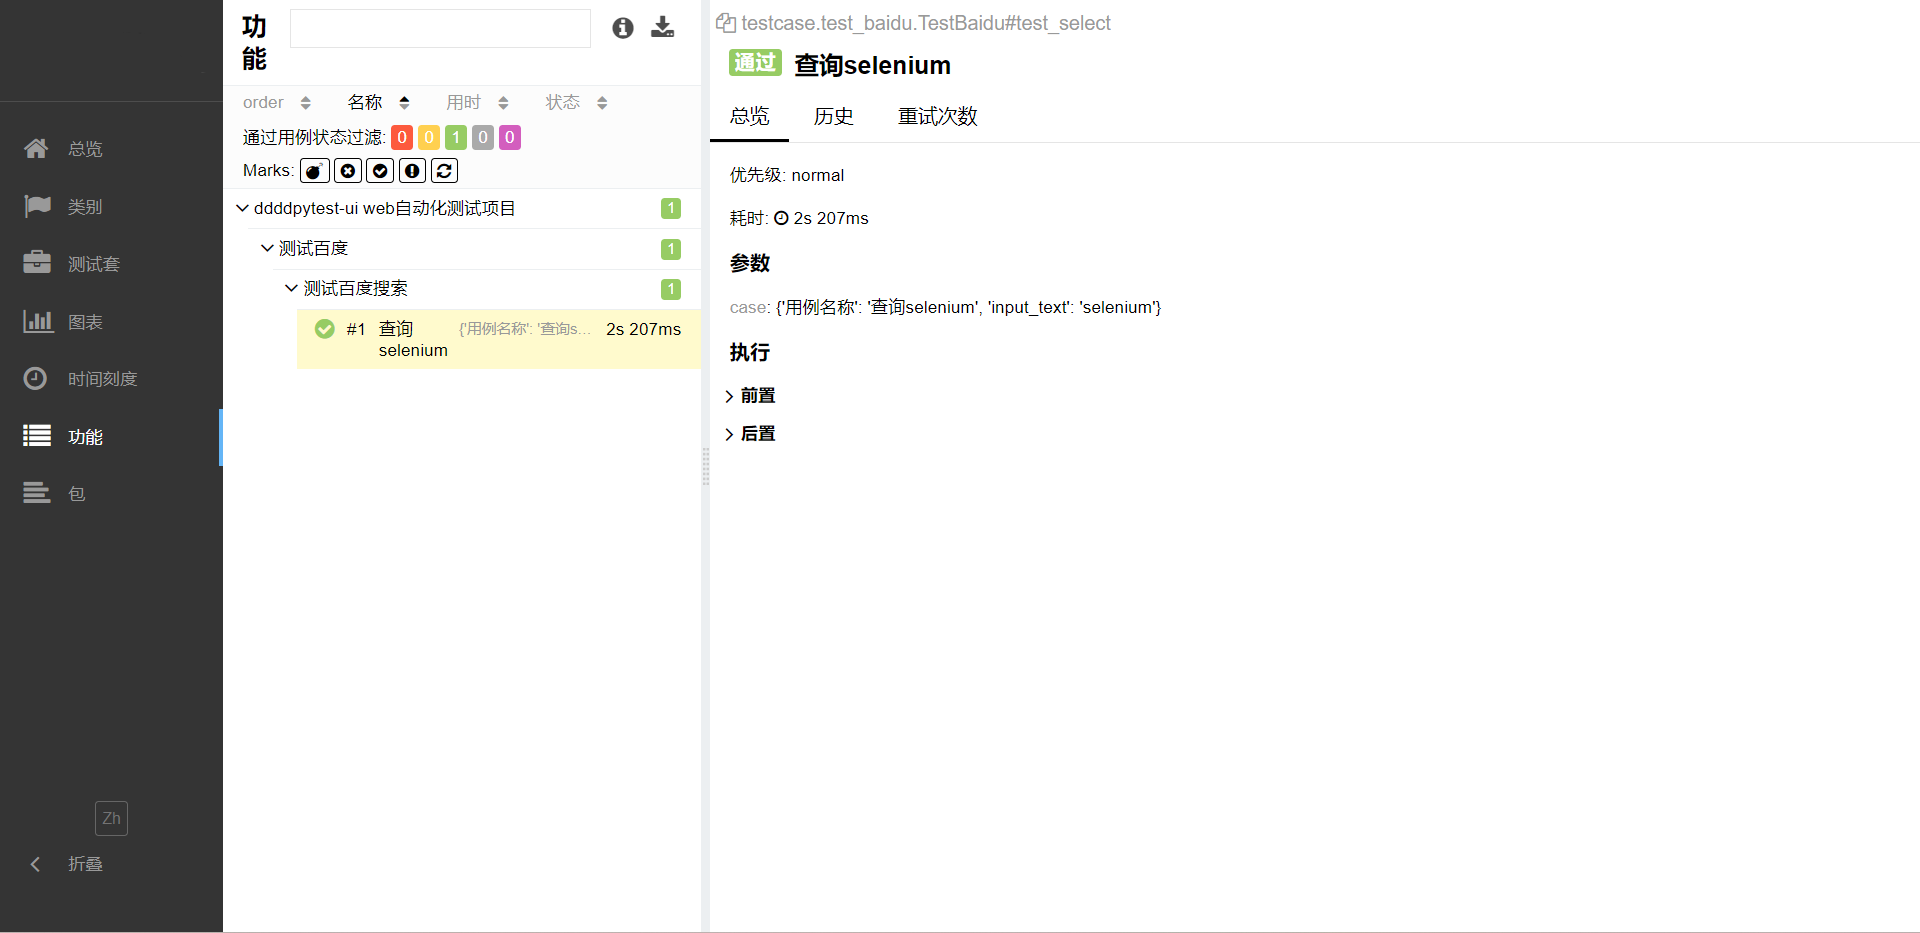 总览
类别
测试套
图表
时间刻度
功能
包
Zh
折叠
功
能
order 名称 用时 状态
通过用例状态过滤: 0 0 1 0 0
Marks:
ddddpytest-ui web自动化测试项目 1
测试百度 1
测试百度搜索 1
#1 查询 {'用例名称': '查询s... 2s 207ms
selenium
testcase.test_baidu.TestBaidu#test_select
通过 查询selenium
总览 历史 重试次数
优先级: normal
耗时: 2s 207ms
参数
case: {'用例名称': '查询selenium', 'input_text': 'selenium'}
执行
前置
后置